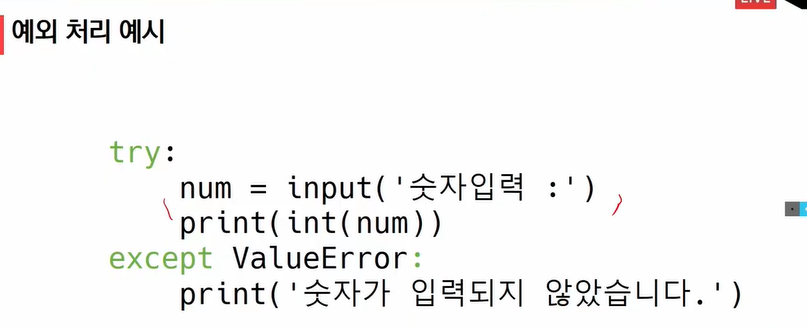 LIVE
예외 처리 예시
try:
    num = input('숫자입력 :')
    print(int(num))
except ValueError:
    print('숫자가 입력되지 않았습니다.')